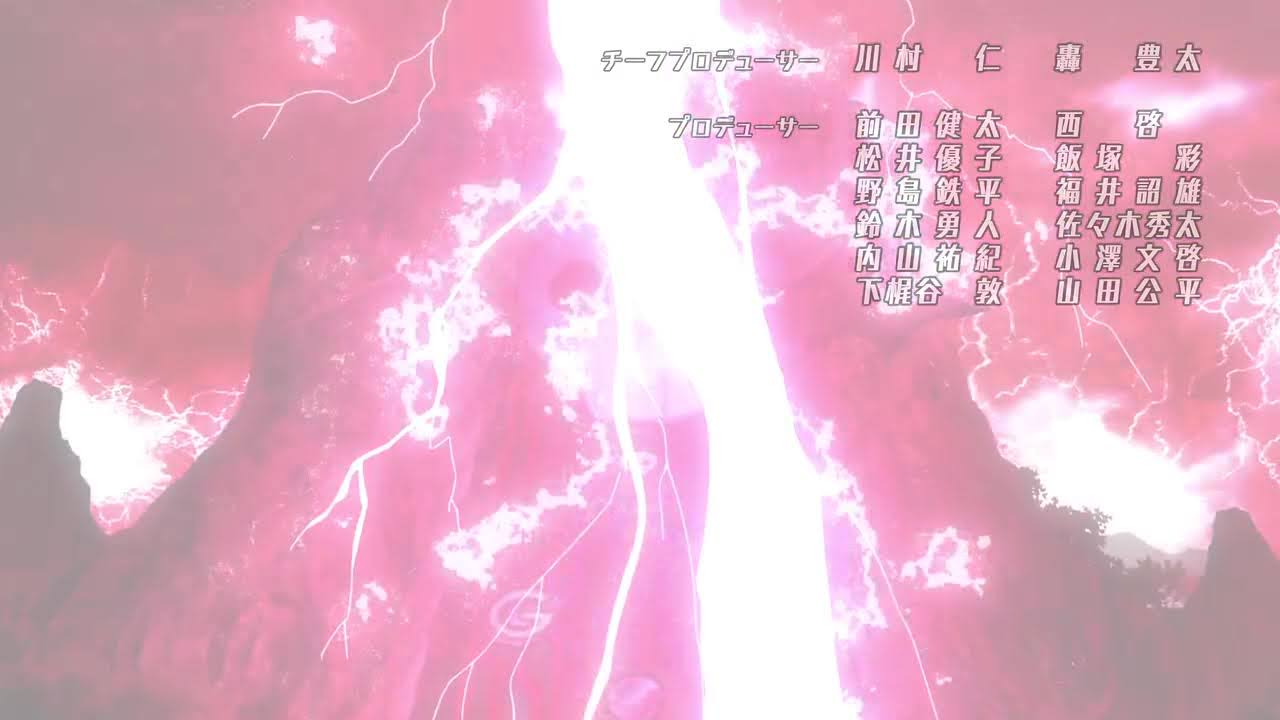 チーフプロデューサー 川村 仁 轟 豊太
プロデューサー 前田健太 西 啓
松井優子 飯塚 彩
野島鉄平 福井詔雄
鈴木勇人 佐々木秀太
内山祐紀 小澤文啓
下梶谷 敦 山田公平